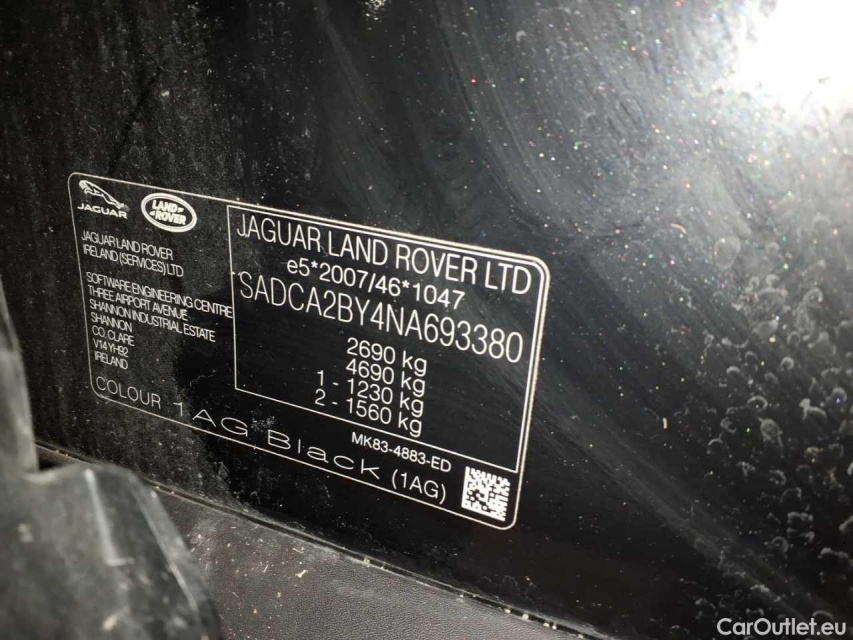 JAGUAR
LAND ROVER
JAGUAR LAND ROVER
IRELAND (SERVICES) LTD
SOFTWARE ENGINEERING CENTRE
THREE AIRPORT AVENUE
SHANNON INDUSTRIAL ESTATE
SHANNON
CO. CLARE
V14 YH92
IRELAND
JAGUAR LAND ROVER LTD
e5*2007/46*1047
SADCA2BY4NA693380
2690 kg
4690 kg
1 - 1230 kg
2 - 1560 kg
MK83-4883-ED
COLOUR 1AG Black (1AG)
CarOutlet.eu